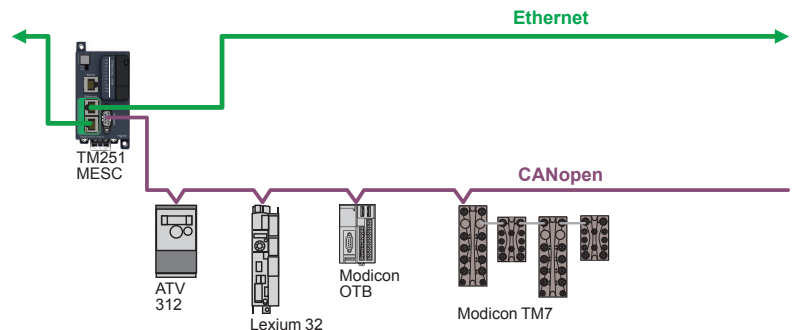 Ethernet
TM251
MESC
CANopen
ATV
312
Lexium 32
Modicon
OTB
Modicon TM7